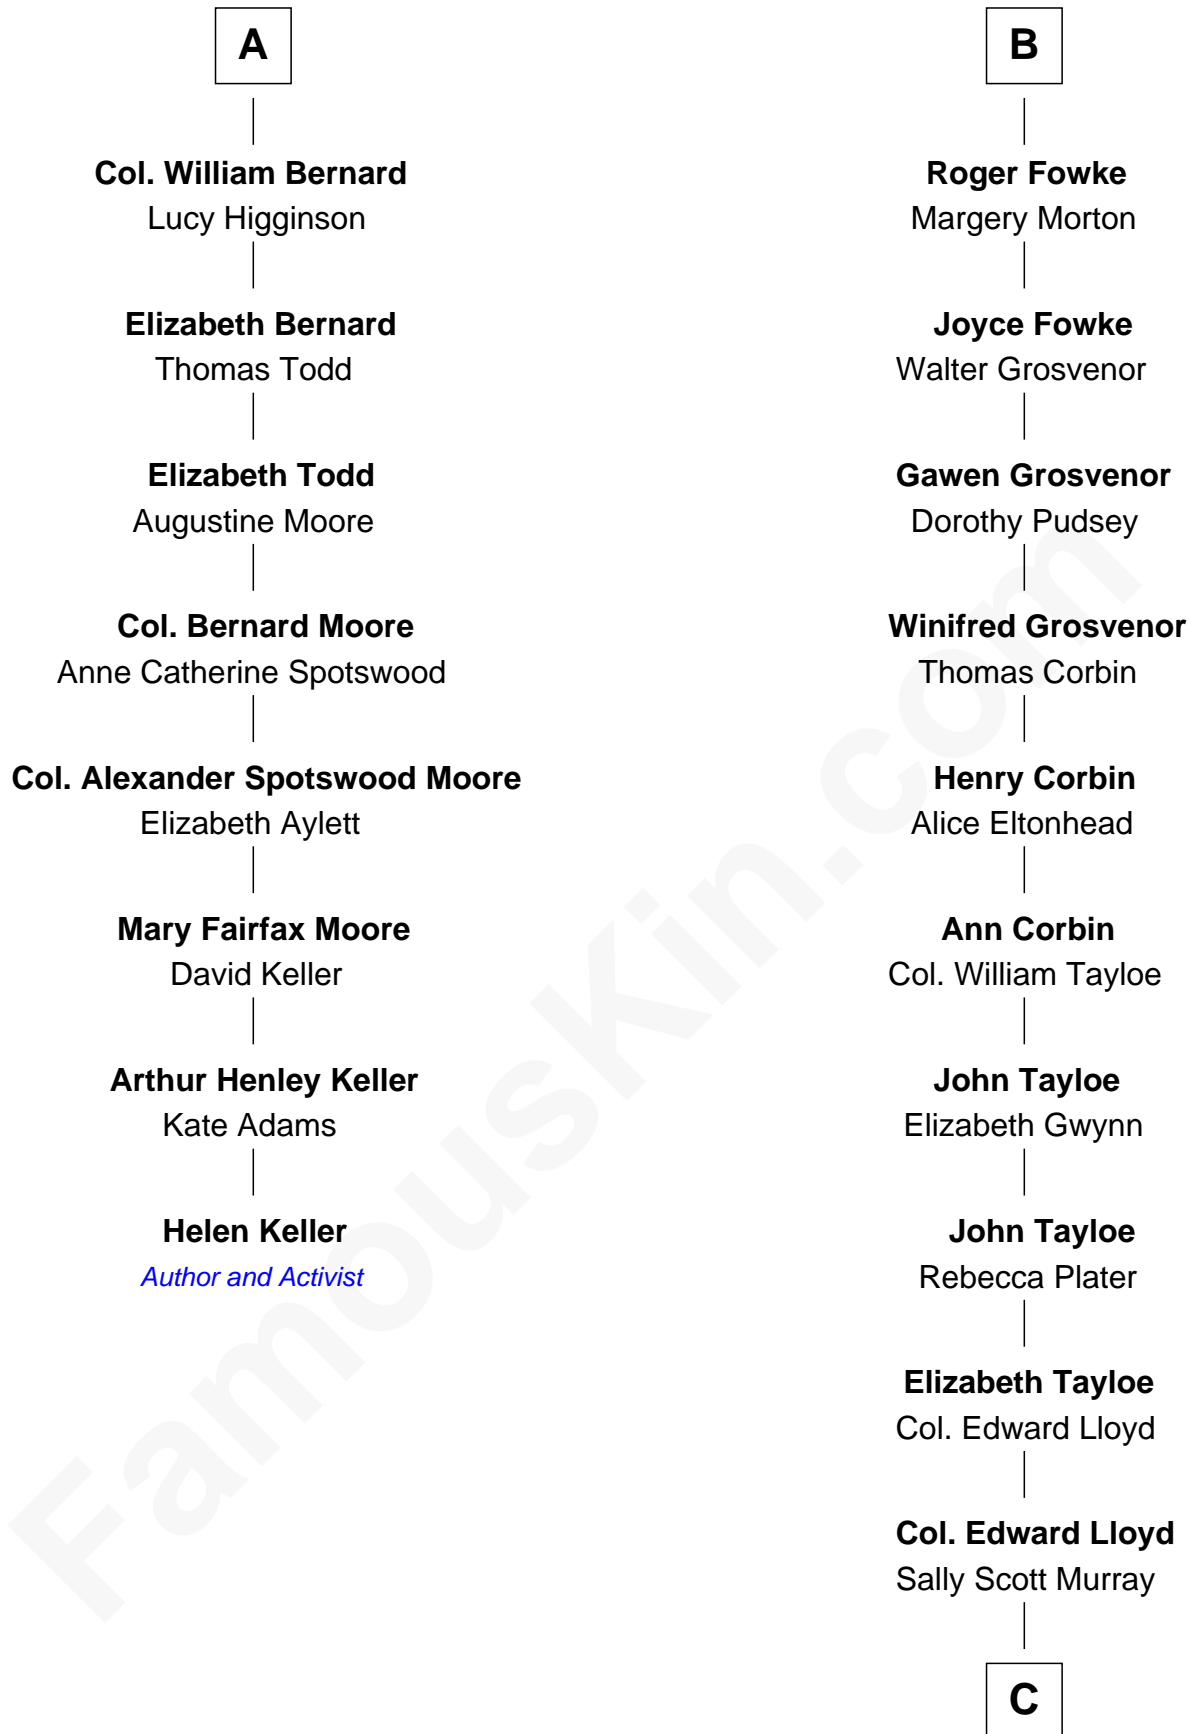 A
Col. William Bernard
Lucy Higginson
Elizabeth Bernard
Thomas Todd
Elizabeth Todd
Augustine Moore
Col. Bernard Moore
Anne Catherine Spotswood
Col. Alexander Spotswood Moore
Elizabeth Aylett
Mary Fairfax Moore
David Keller
Arthur Henley Keller
Kate Adams
Helen Keller
Author and Activist
B
Roger Fowke
Margery Morton
Joyce Fowke
Walter Grosvenor
Gawen Grosvenor
Dorothy Pudsey
Winifred Grosvenor
Thomas Corbin
Henry Corbin
Alice Eltonhead
Ann Corbin
Col. William Tayloe
John Tayloe
Elizabeth Gwynn
John Tayloe
Rebecca Plater
Elizabeth Tayloe
Col. Edward Lloyd
Col. Edward Lloyd
Sally Scott Murray
C
FamousKin.com